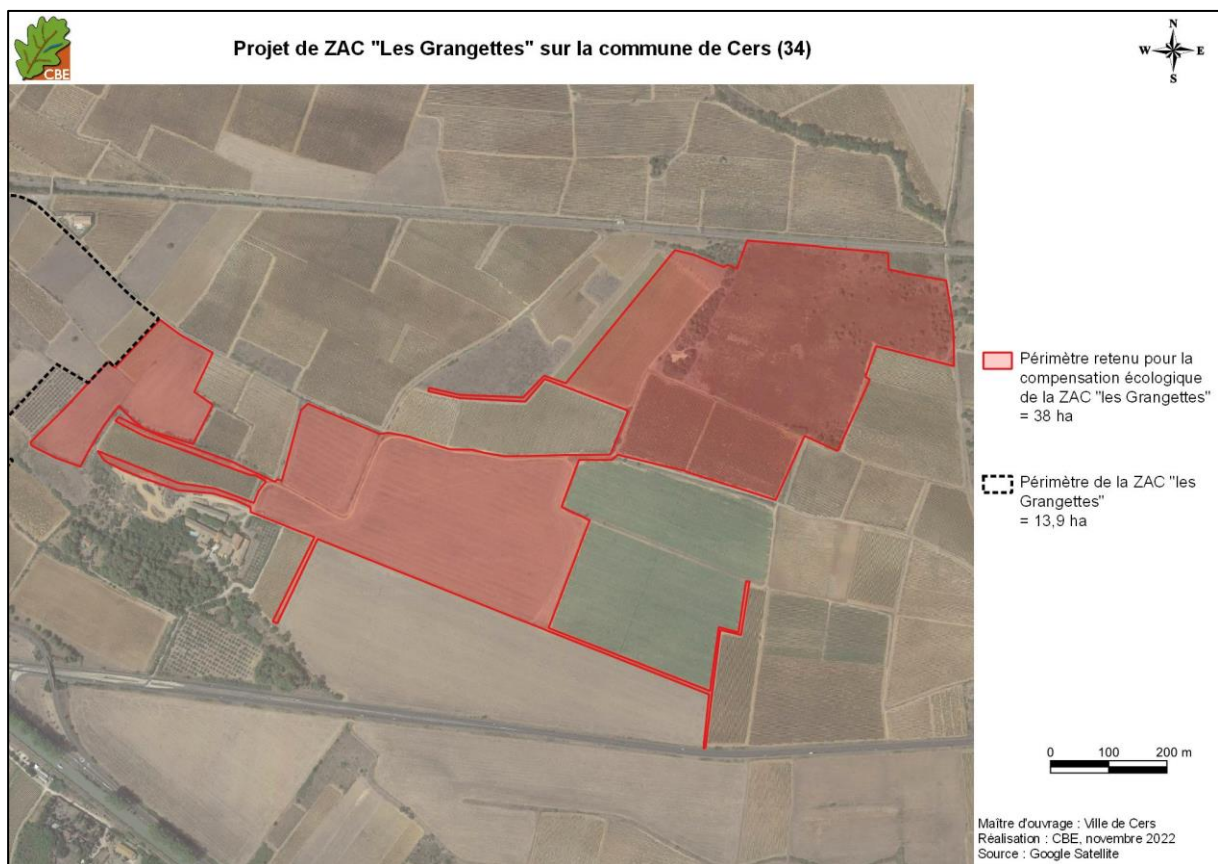 Projet de ZAC "Les Grangettes" sur la commune de Cers (34)
CBE
N
W E
S
Périmètre retenu pour la
compensation écologique
de la ZAC "les Grangettes"
= 38 ha
Périmètre de la ZAC "les
Grangettes"
= 13,9 ha
0 100 200 m
Maître d'ouvrage : Ville de Cers
Réalisation : CBE, novembre 2022
Source : Google Satellite